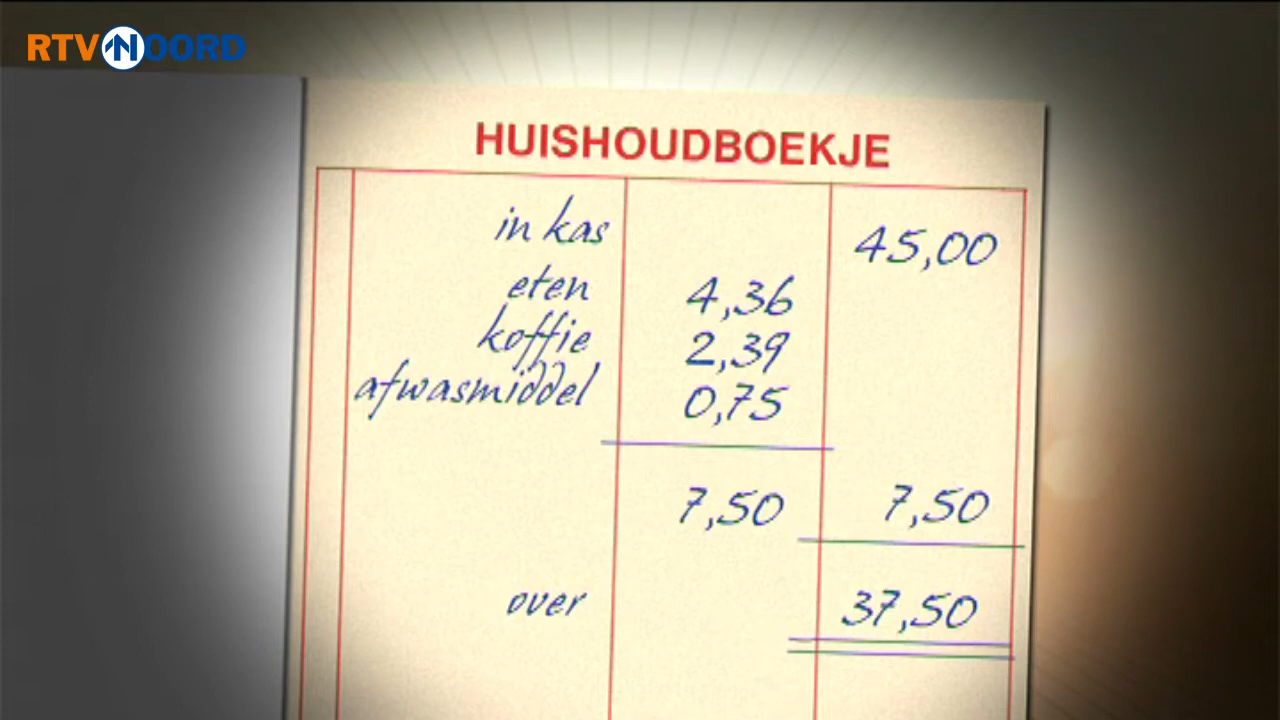 RTV NOORD
HUISHOUDBOEKJE
in kas 45,00
eten 4,36
koffie 2,39
afwasmiddel 0,75
7,50 7,50
over 37,50